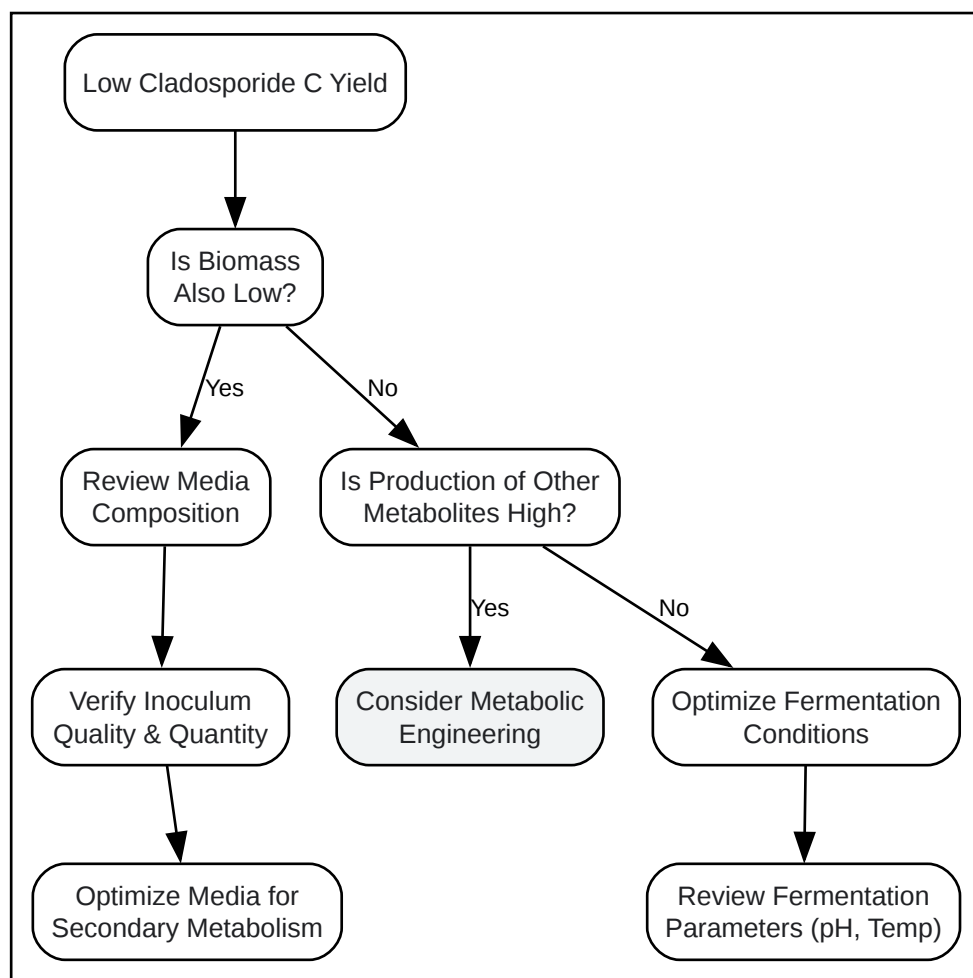 Low Cladosporide C Yield
Is Biomass
Also Low?
Yes
No
Review Media
Composition
Is Production of Other
Metabolites High?
Yes
No
Verify Inoculum
Quality & Quantity
Consider Metabolic
Engineering
Optimize Fermentation
Conditions
Optimize Media for
Secondary Metabolism
Review Fermentation
Parameters (pH, Temp)